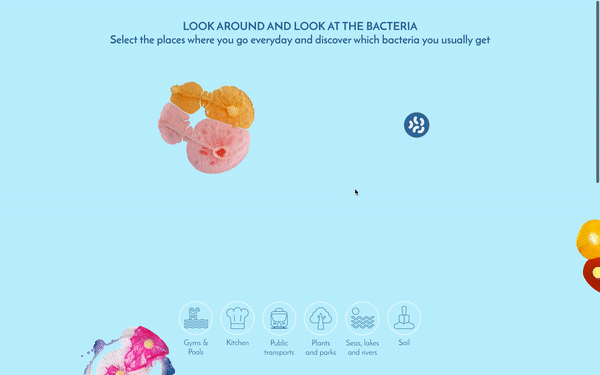 LOOK AROUND AND LOOK AT THE BACTERIA
Select the places where you go everyday and discover which bacteria you usually get
Gyms &
Pools
Kitchen
Public
transports
Plants
and parks
Seas, lakes
and rivers
Soil